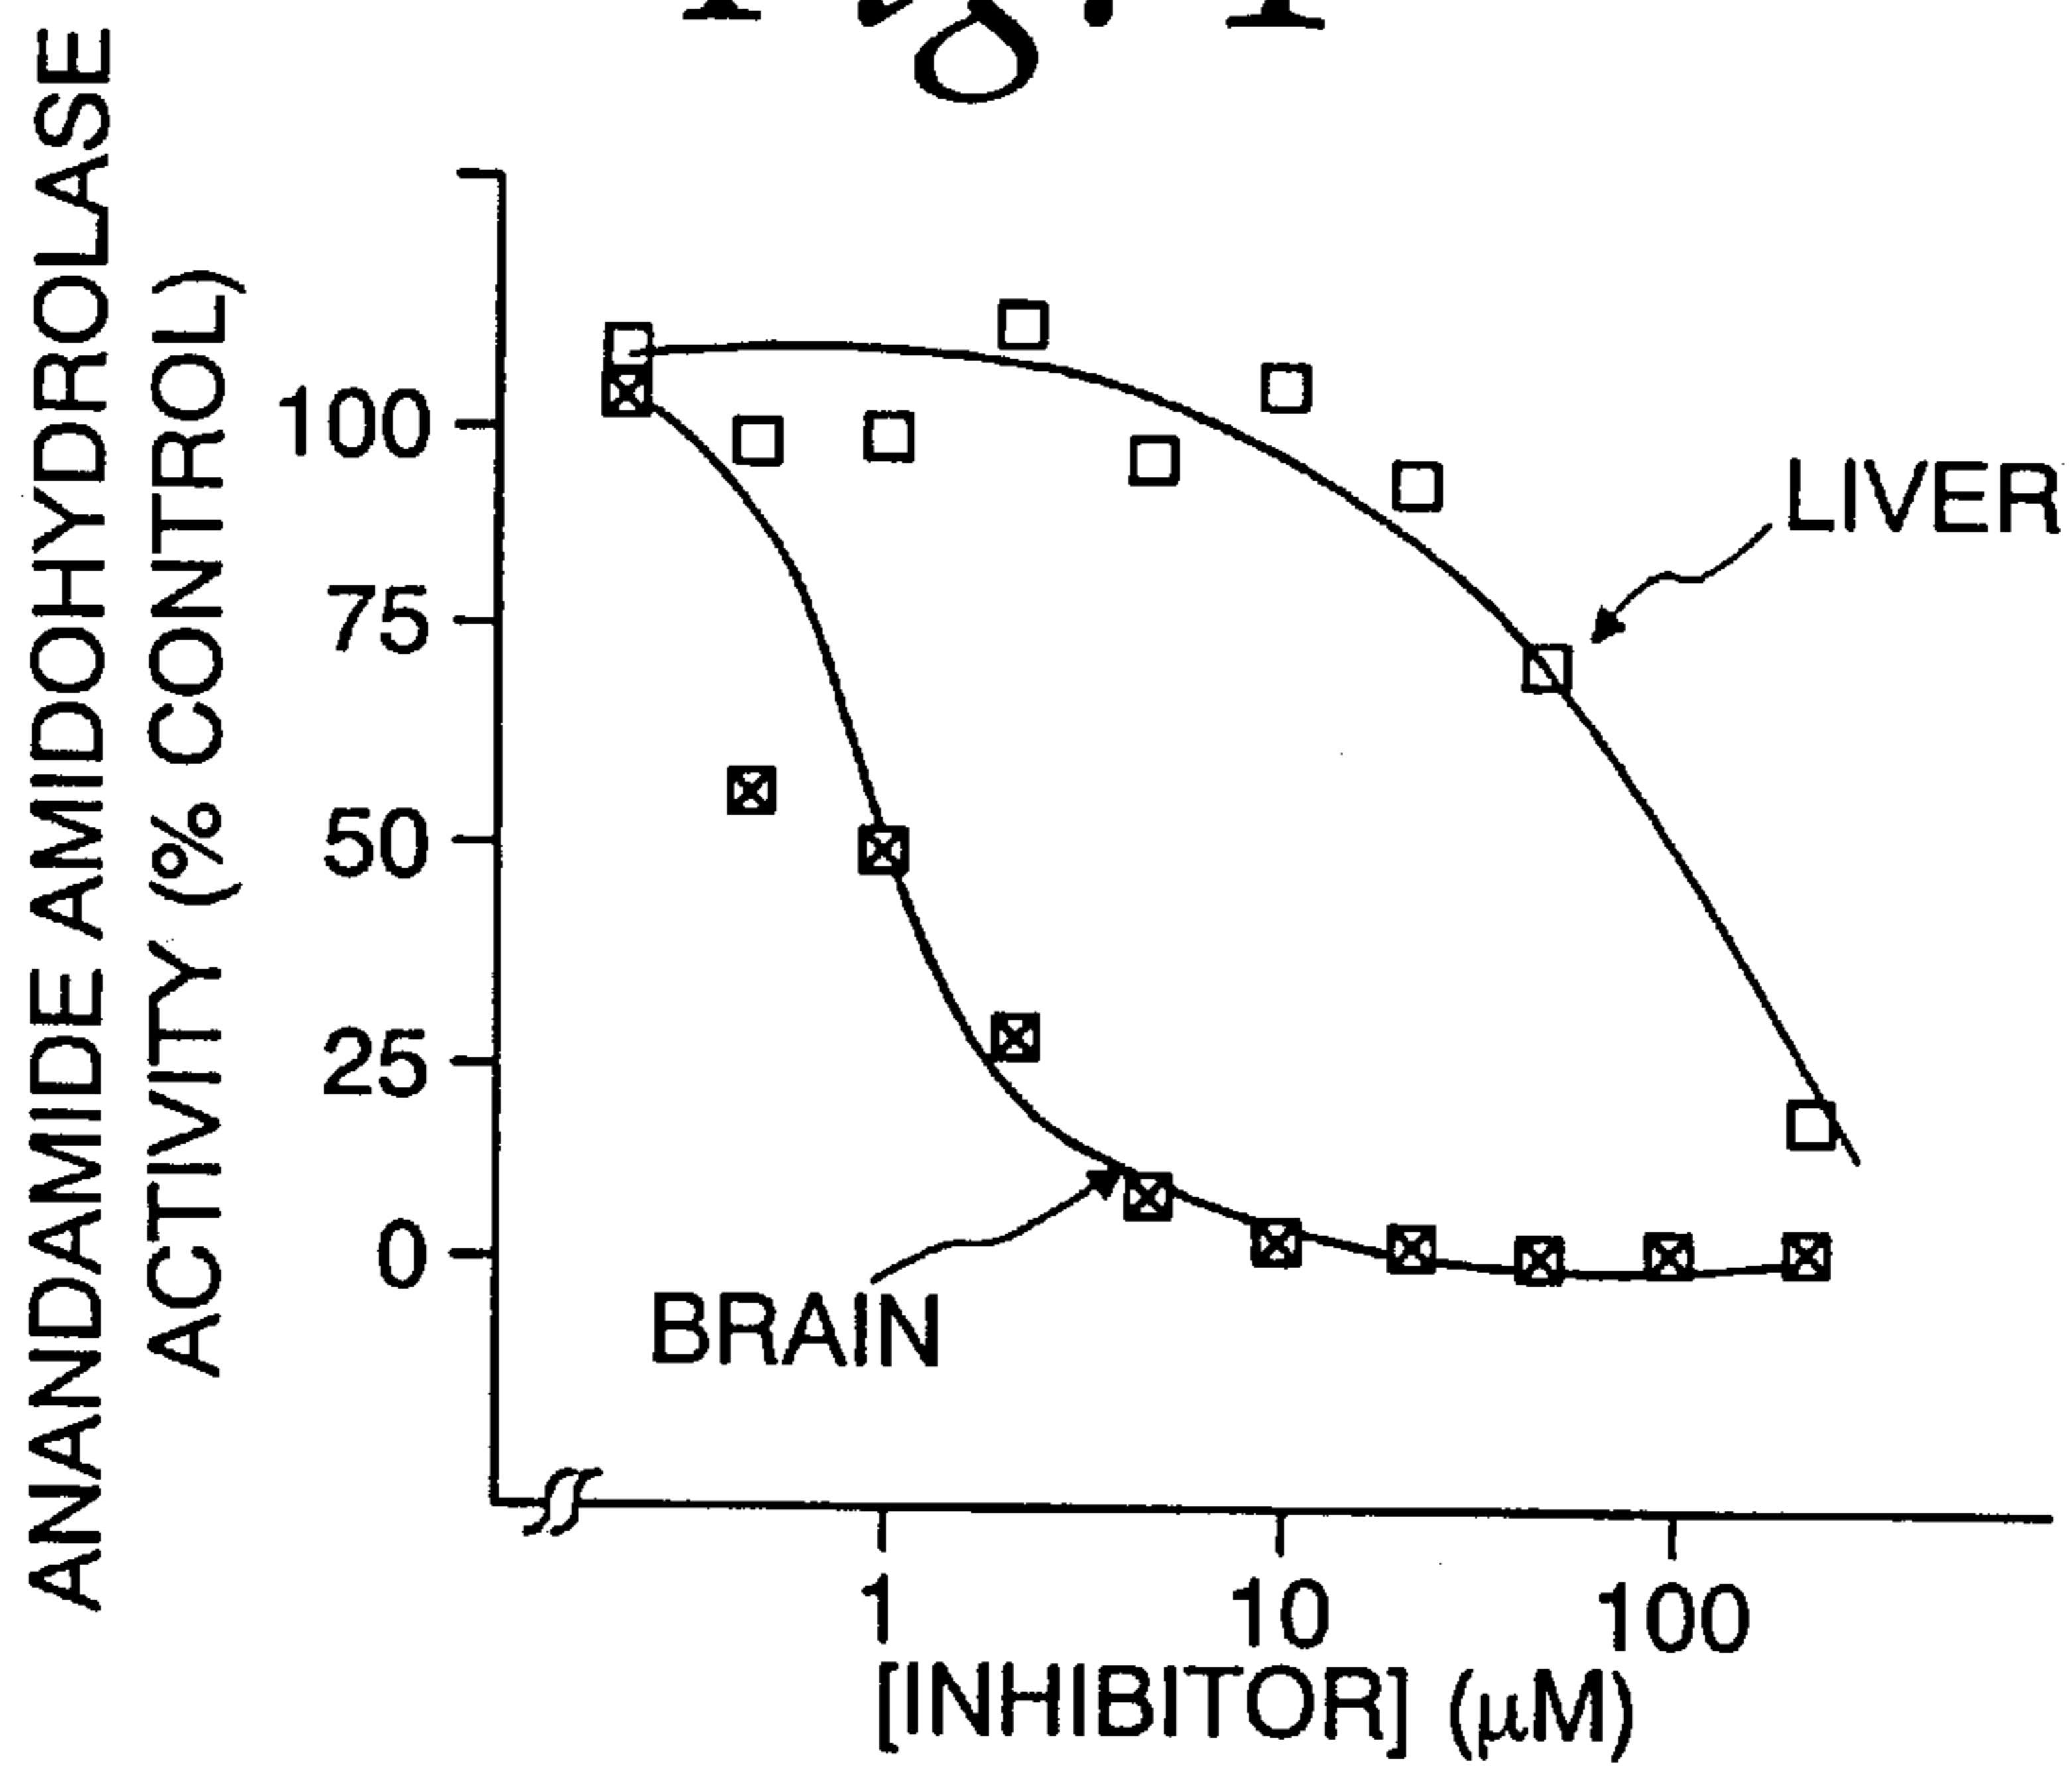 ANANDAMIDE AMIDOHYDROLASE
ACTIVITY (% CONTROL)
100
75
50
25
0
LIVER
BRAIN
1
10
100
[INHIBITOR] (μM)